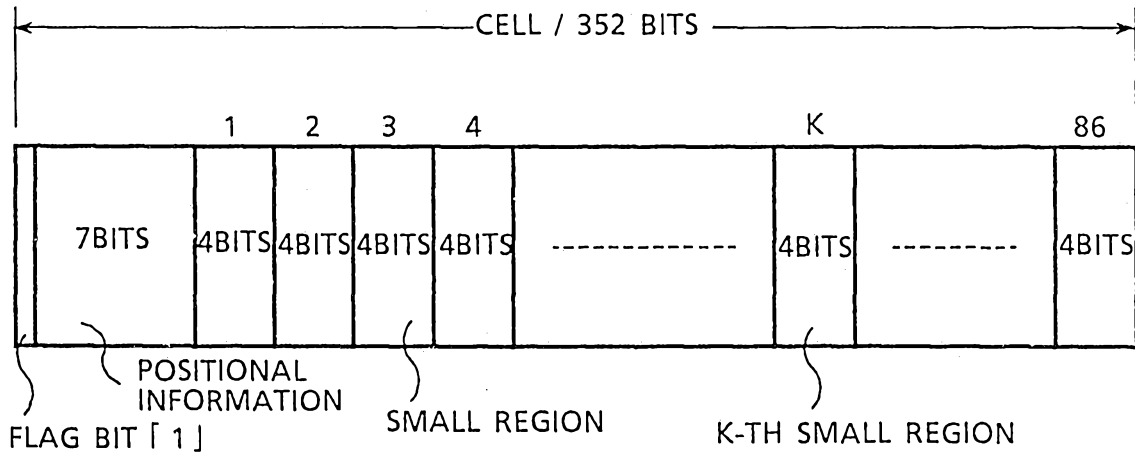 CELL / 352 BITS
1 2 3 4 K 86
7BITS 4BITS 4BITS 4BITS 4BITS 4BITS 4BITS
POSITIONAL
INFORMATION
SMALL REGION
K-TH SMALL REGION
FLAG BIT「1」